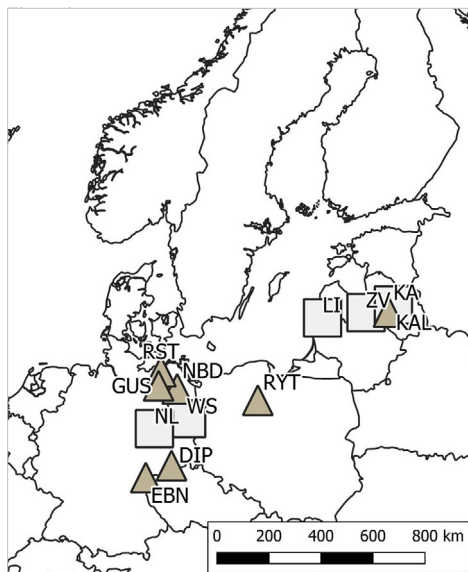 KA
LI ZV
KAL
RST
NBD
RYT
GUS
WS
NL
DIP
EBN
0 200 400 600 800 km